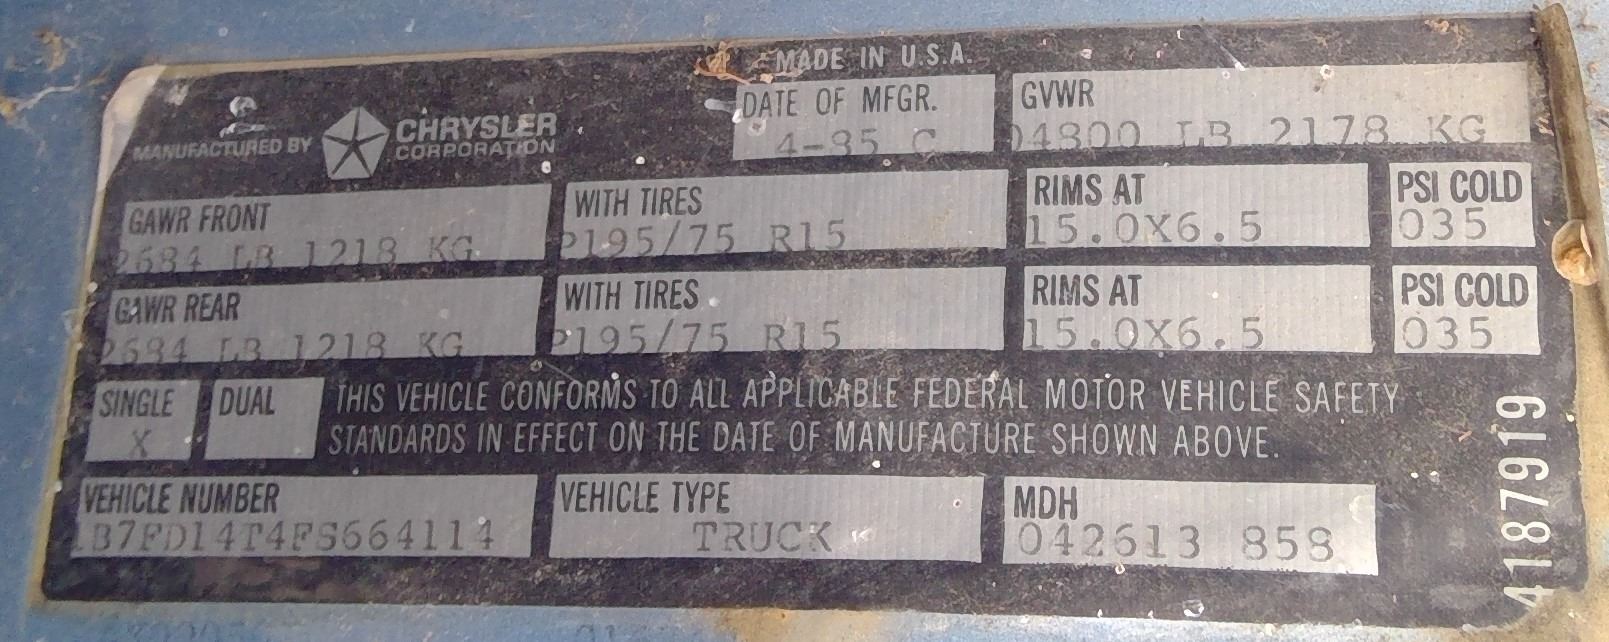 MADE IN U.S.A.
MANUFACTURED BY CHRYSLER CORPORATION
DATE OF MFGR.
4-85 C
GVWR
04800 LB 2178 KG
GAWR FRONT
2684 LB 1218 KG
WITH TIRES
P195/75 R15
RIMS AT
15.0X6.5
PSI COLD
035
GAWR REAR
2684 LB 1218 KG
WITH TIRES
P195/75 R15
RIMS AT
15.0X6.5
PSI COLD
035
SINGLE
X
DUAL
THIS VEHICLE CONFORMS TO ALL APPLICABLE FEDERAL MOTOR VEHICLE SAFETY
STANDARDS IN EFFECT ON THE DATE OF MANUFACTURE SHOWN ABOVE.
VEHICLE NUMBER
1B7FD14T4FS664114
VEHICLE TYPE
TRUCK
MDH
042613 858
4187919